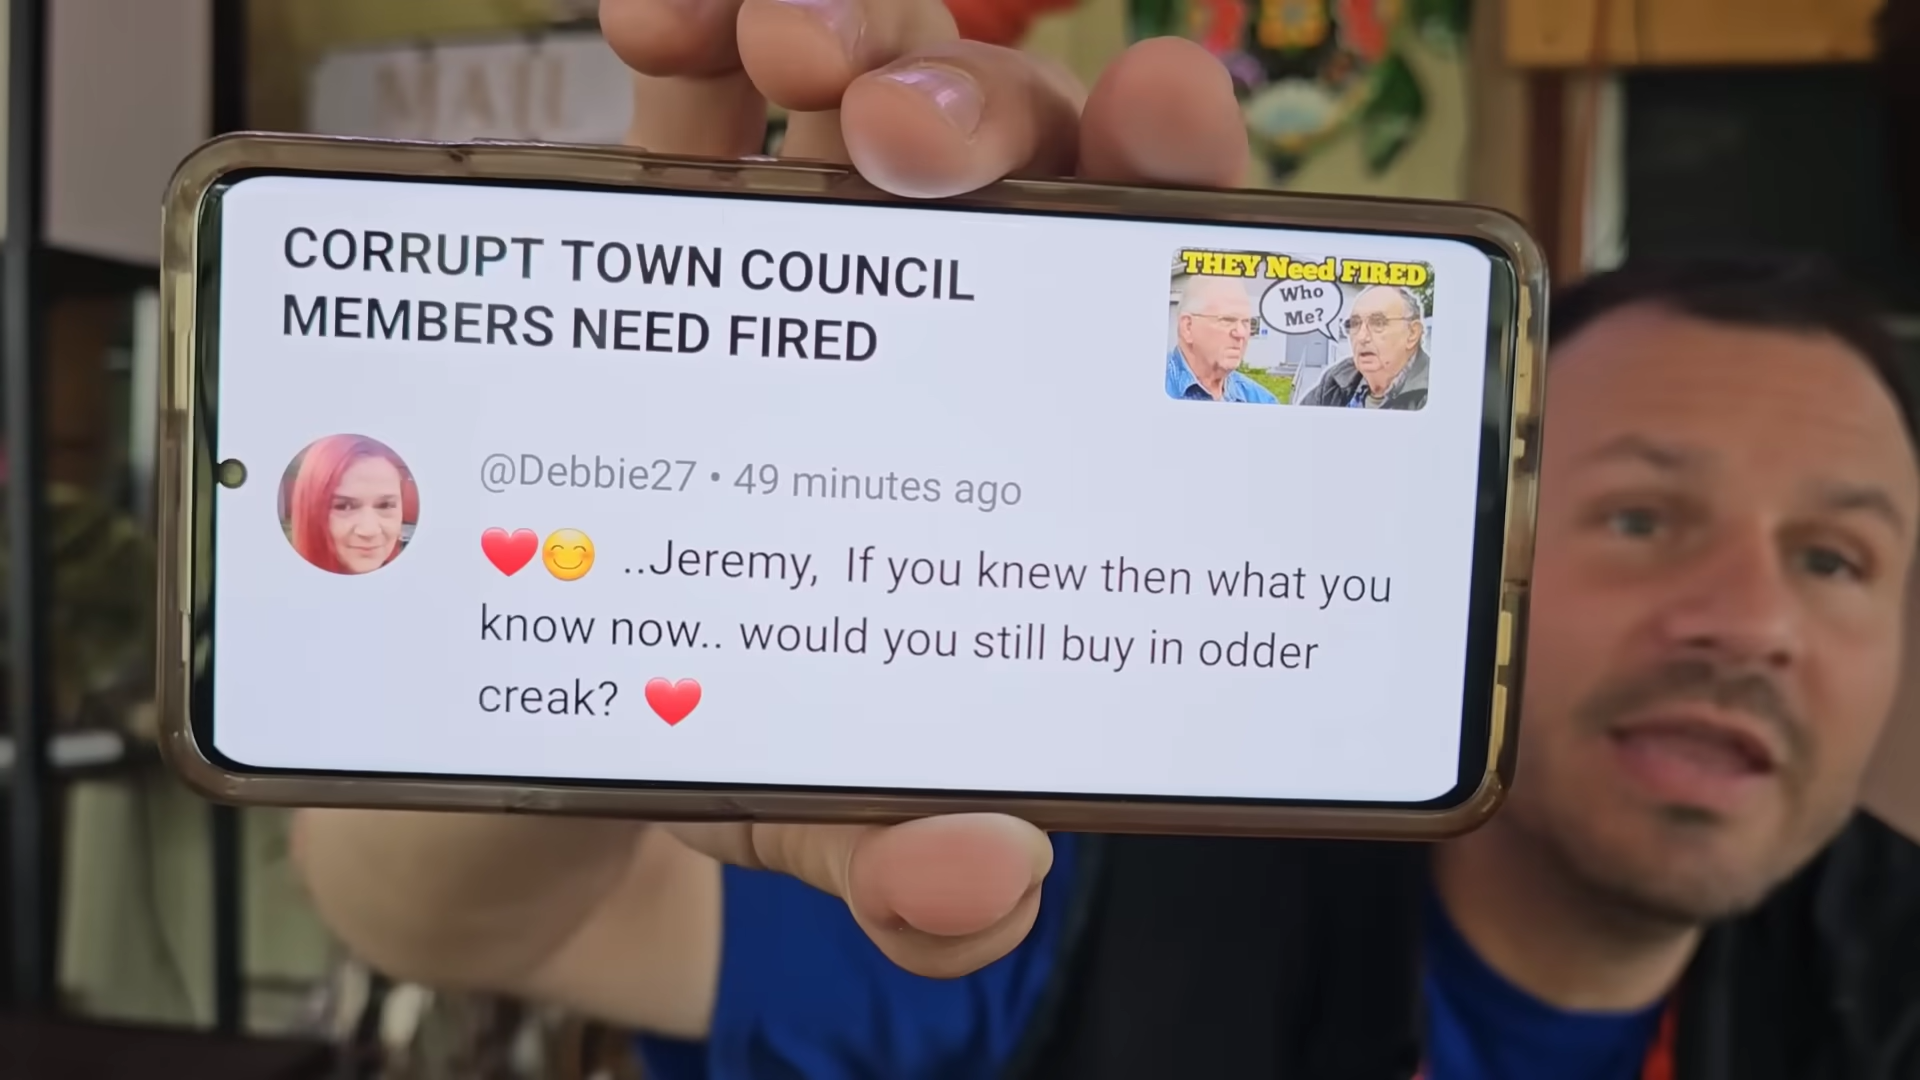 MAIL
CORRUPT TOWN COUNCIL
MEMBERS NEED FIRED
THEY Need FIRED
Who
Me?
@Debbie27 • 49 minutes ago
❤️😊 ..Jeremy, If you knew then what you
know now.. would you still buy in odder
creak? ❤️